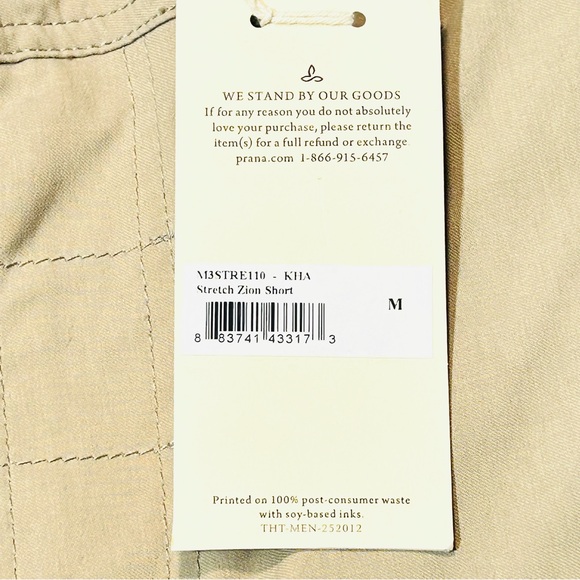 WE STAND BY OUR GOODS
If for any reason you do not absolutely
love your purchase, please return the
item(s) for a full refund or exchange.
prana.com 1-866-915-6457
M3STRE110 - KHA
Stretch Zion Short
M
8 83741 43317 3
Printed on 100% post-consumer waste
with soy-based inks.
THT-MEN-252012